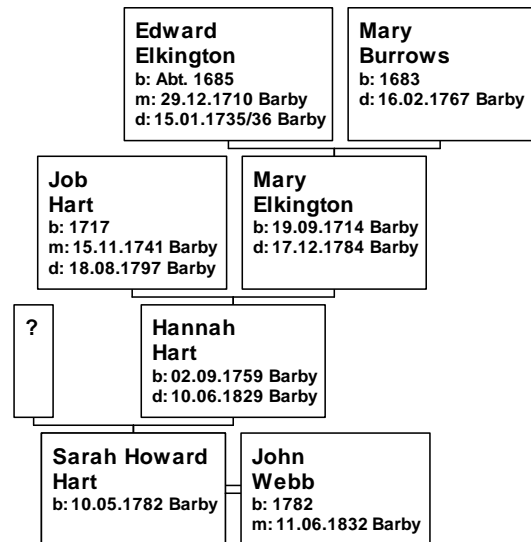 Edward
Elkington
b: Abt. 1685
m: 29.12.1710 Barby
d: 15.01.1735/36 Barby
Mary
Burrows
b: 1683
d: 16.02.1767 Barby
Job
Hart
b: 1717
m: 15.11.1741 Barby
d: 18.08.1797 Barby
Mary
Elkington
b: 19.09.1714 Barby
d: 17.12.1784 Barby
?
Hannah
Hart
b: 02.09.1759 Barby
d: 10.06.1829 Barby
Sarah Howard
Hart
b: 10.05.1782 Barby
John
Webb
b: 1782
m: 11.06.1832 Barby